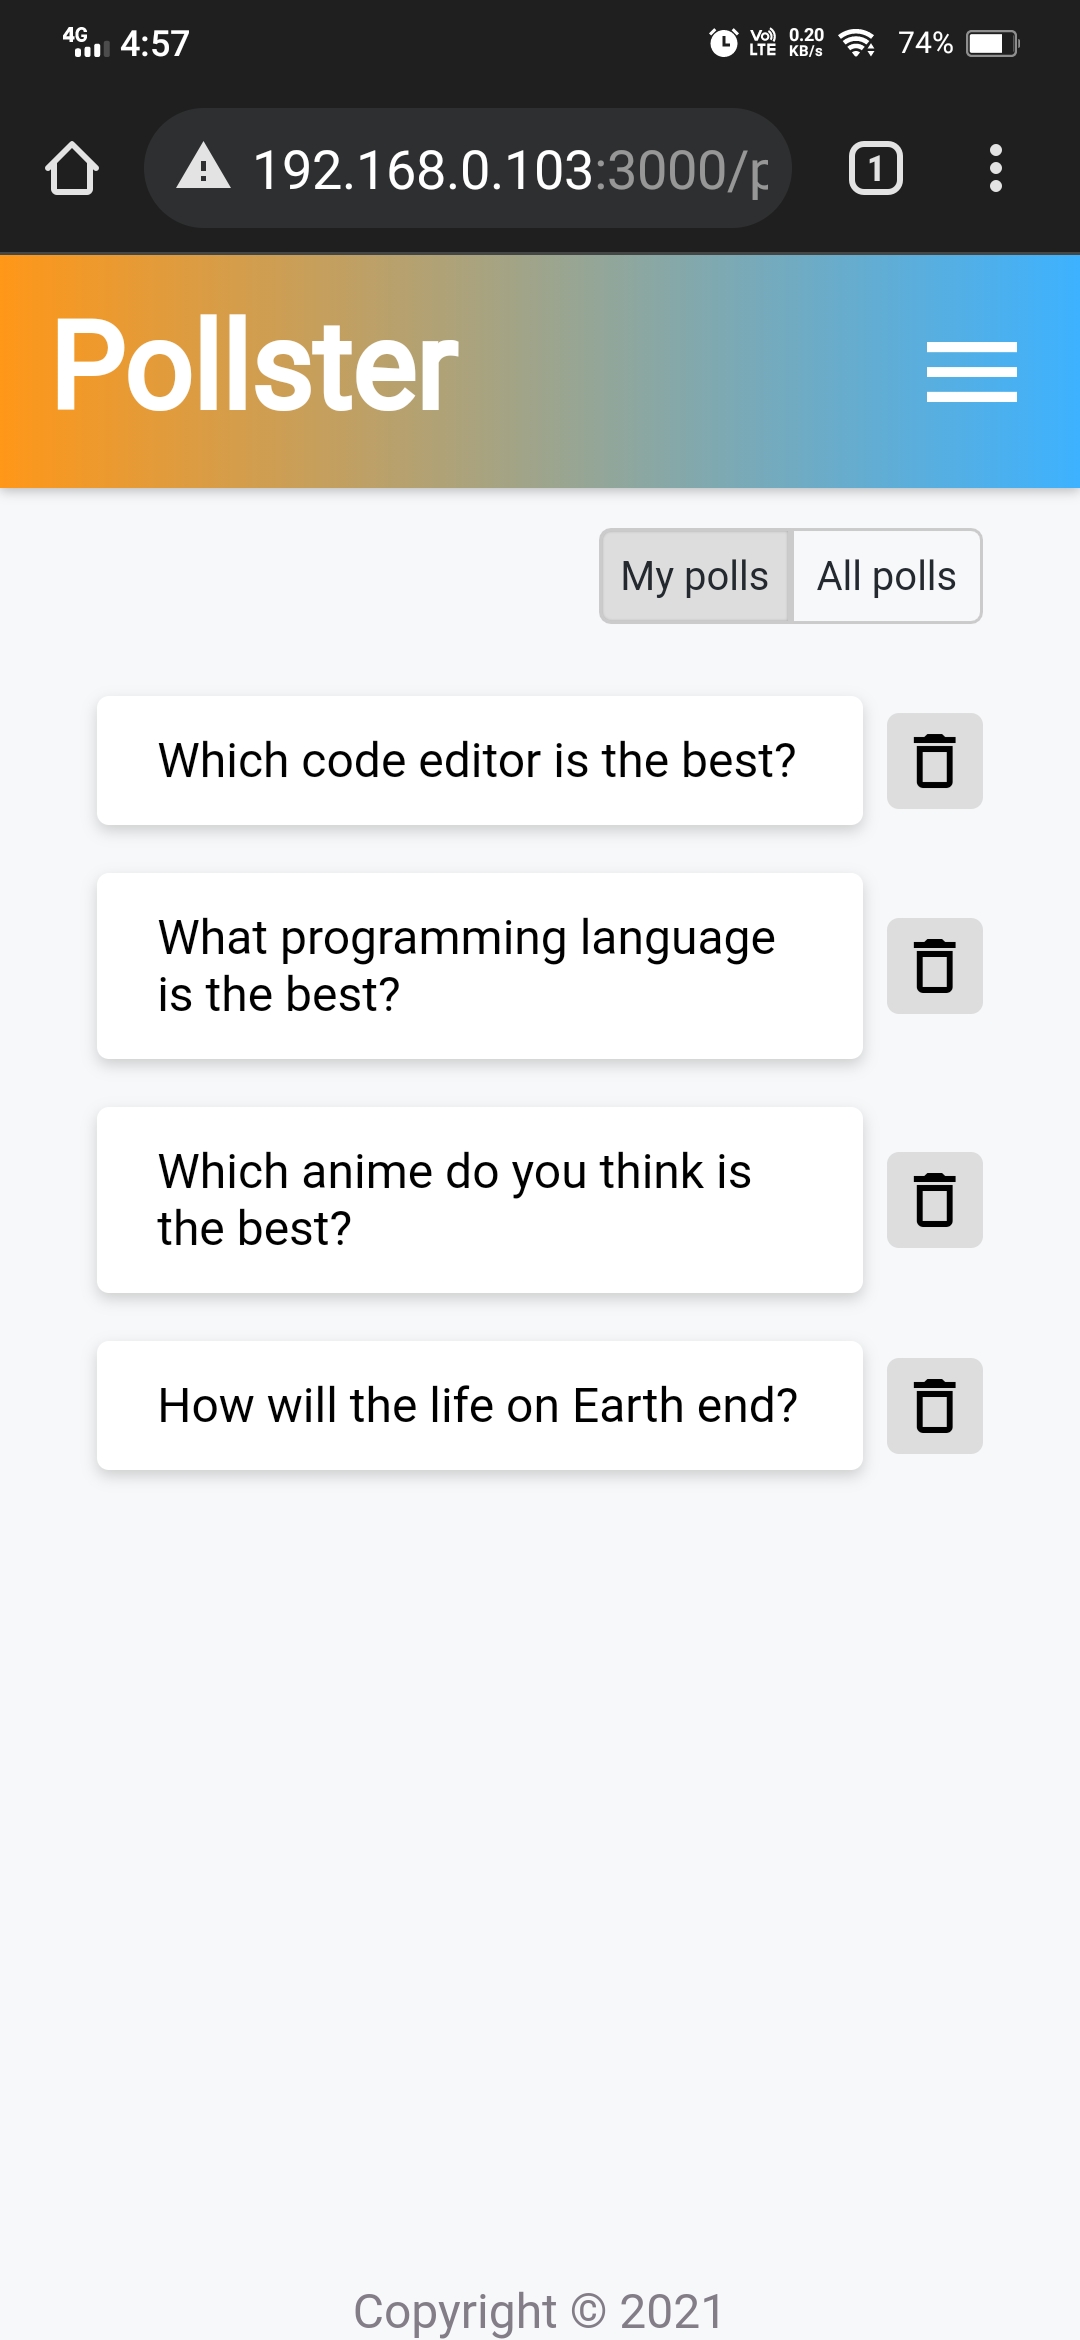 4G 4:57 Vo) LTE 0.20 KB/s 74%
192.168.0.103:3000/p 1
Pollster
My polls All polls
Which code editor is the best?
What programming language
is the best?
Which anime do you think is
the best?
How will the life on Earth end?
Copyright © 2021